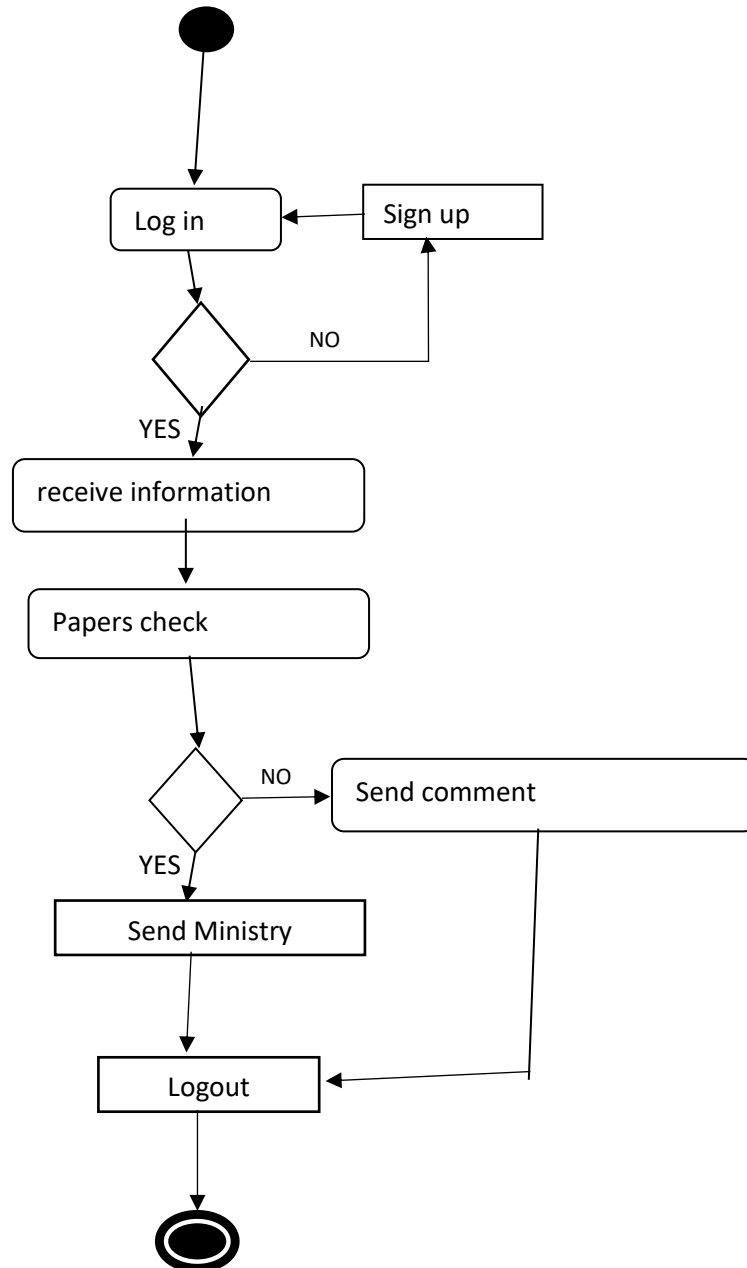 Log in
Sign up
NO
YES
receive information
Papers check
NO
Send comment
YES
Send Ministry
Logout